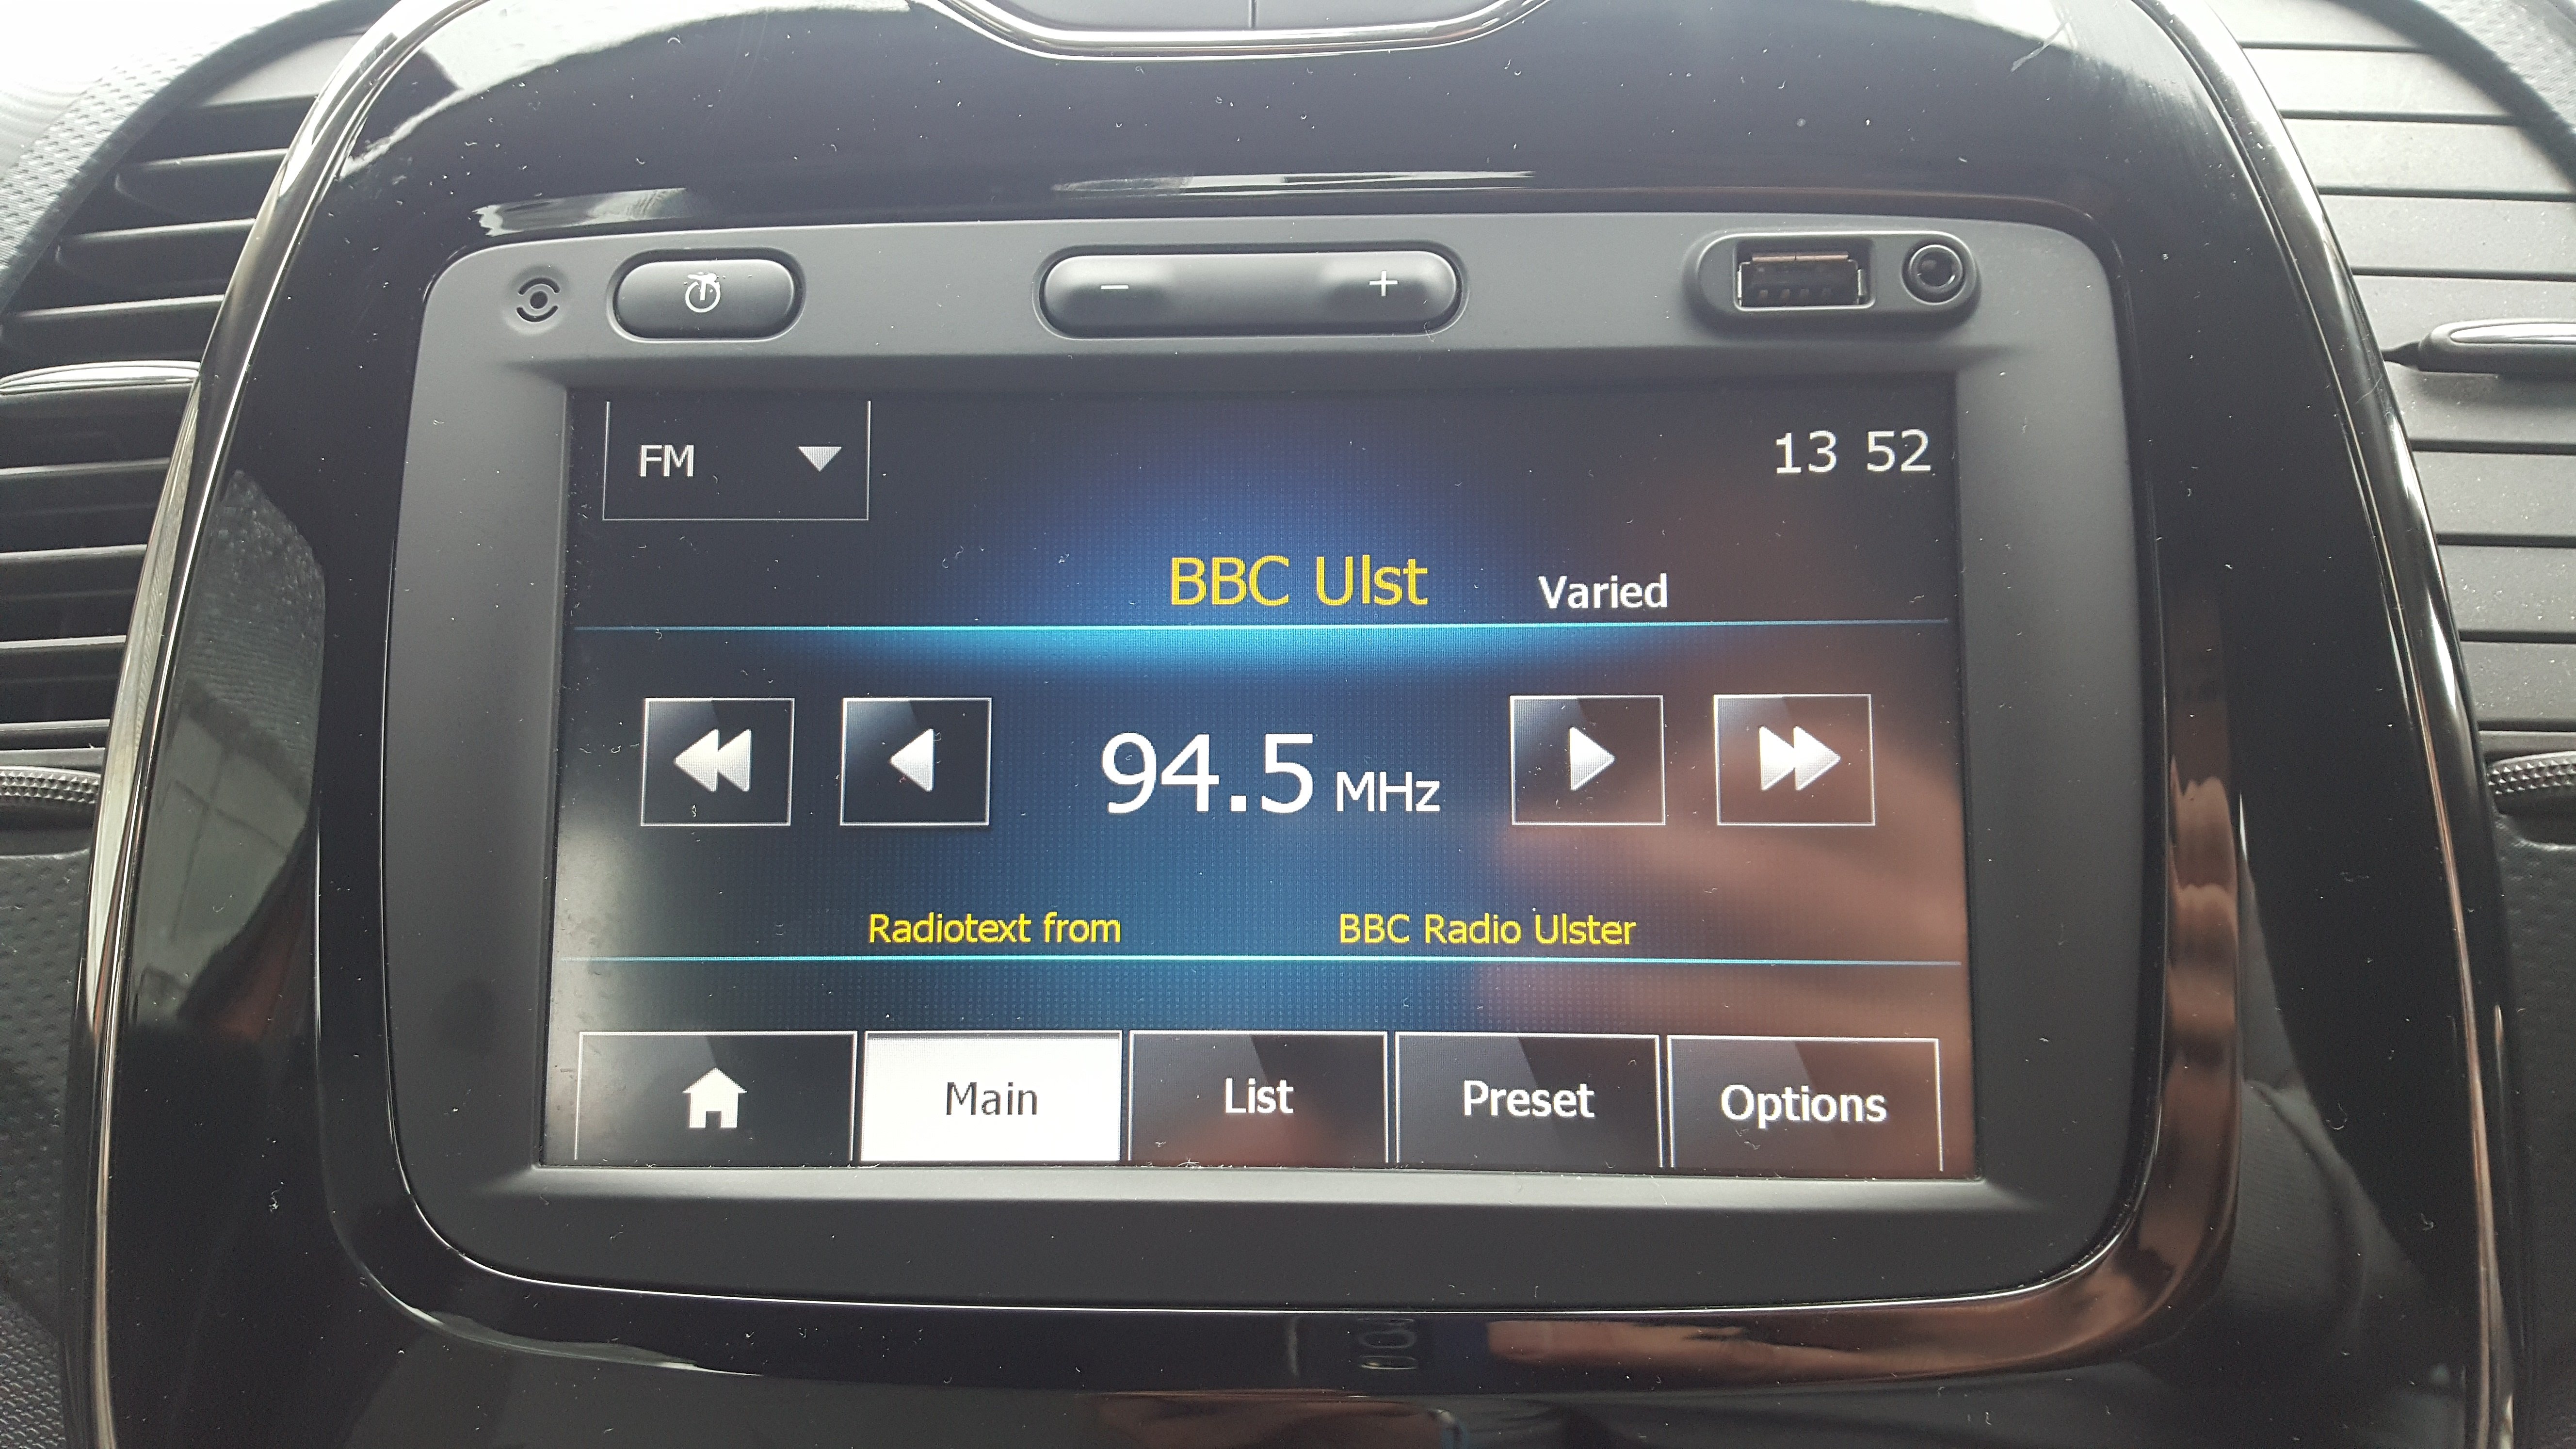 FM
13 52
BBC Ulst Varied
94.5 MHz
Radiotext from BBC Radio Ulster
Main List Preset Options